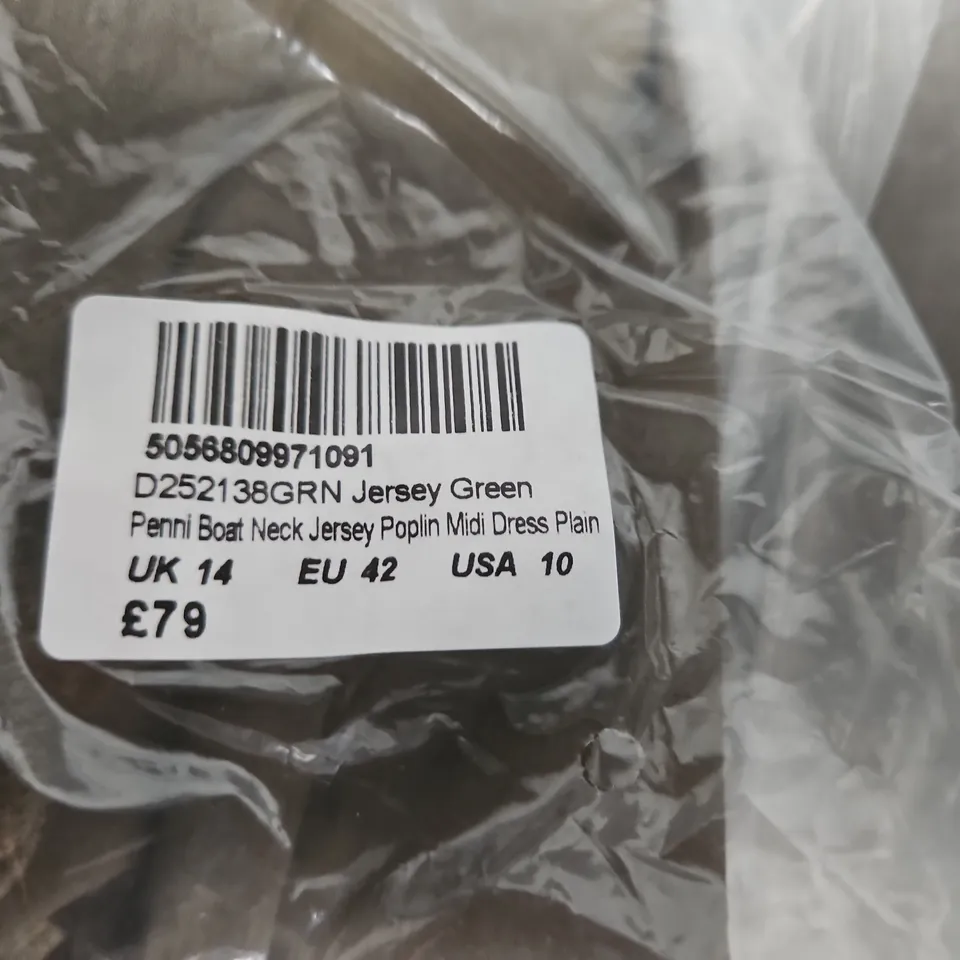 5056809971091
D252138GRN Jersey Green
Penni Boat Neck Jersey Poplin Midi Dress Plain
UK 14 EU 42 USA 10
£79